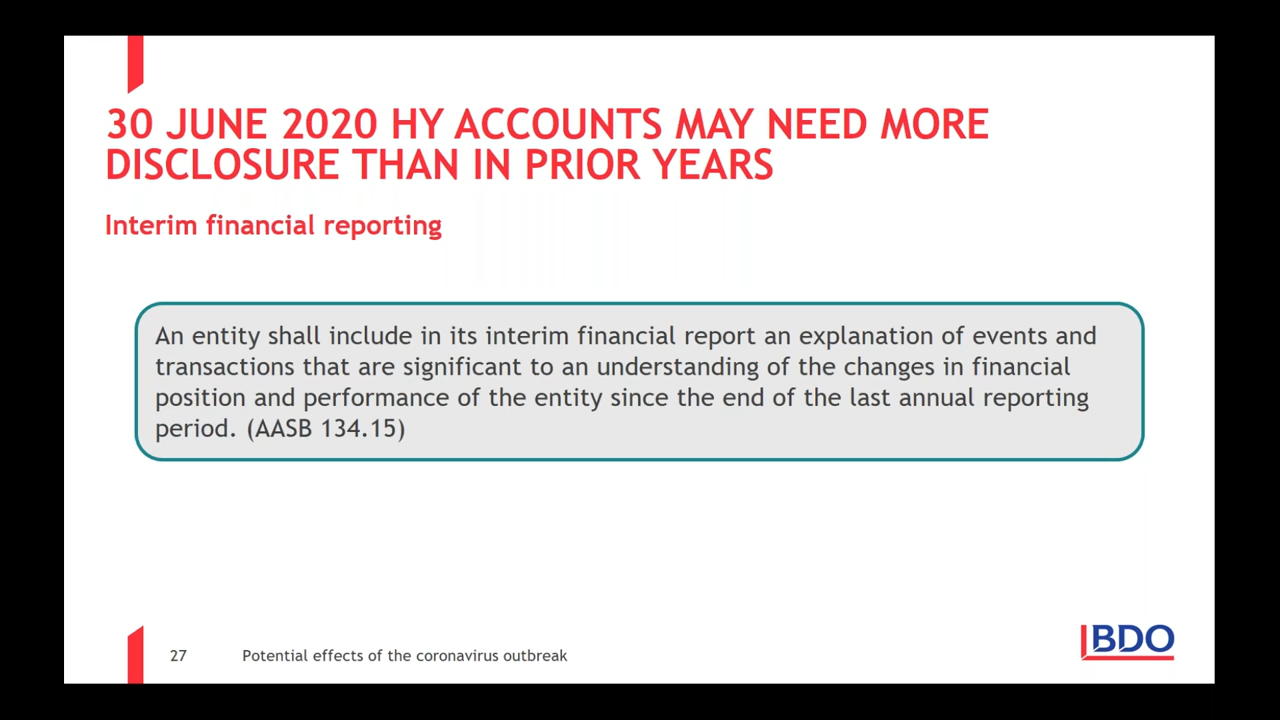 30 JUNE 2020 HY ACCOUNTS MAY NEED MORE
DISCLOSURE THAN IN PRIOR YEARS
Interim financial reporting
An entity shall include in its interim financial report an explanation of events and
transactions that are significant to an understanding of the changes in financial
position and performance of the entity since the end of the last annual reporting
period. (AASB 134.15)
27 Potential effects of the coronavirus outbreak
BDO